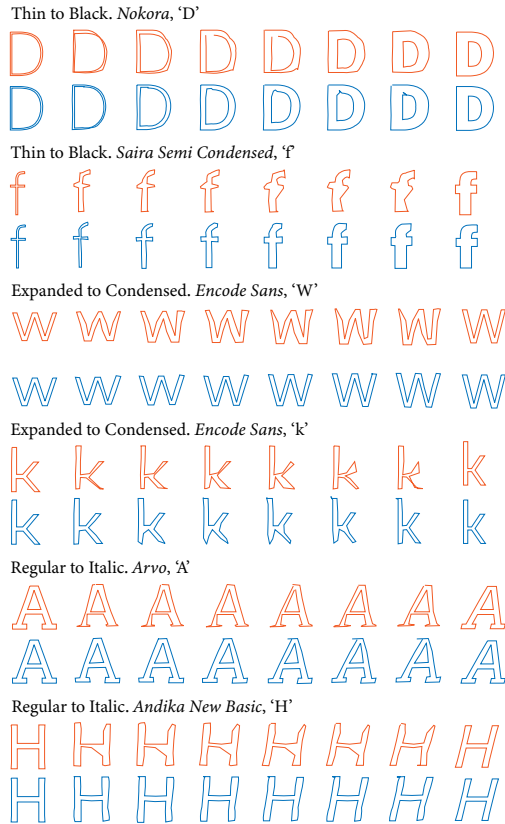 Thin to Black. Nokora, ‘D’
D D D D D D D D
D D D D D D D D
Thin to Black. Saira Semi Condensed, ‘f’
f f f f f f f f
f f f f f f f f
Expanded to Condensed. Encode Sans, ‘W’
W W W W W W W W
W W W W W W W W
Expanded to Condensed. Encode Sans, ‘k’
k k k k k k k k
k k k k k k k k
Regular to Italic. Arvo, ‘A’
A A A A A A A A
A A A A A A A A
Regular to Italic. Andika New Basic, ‘H’
H H H H H H H H
H H H H H H H H